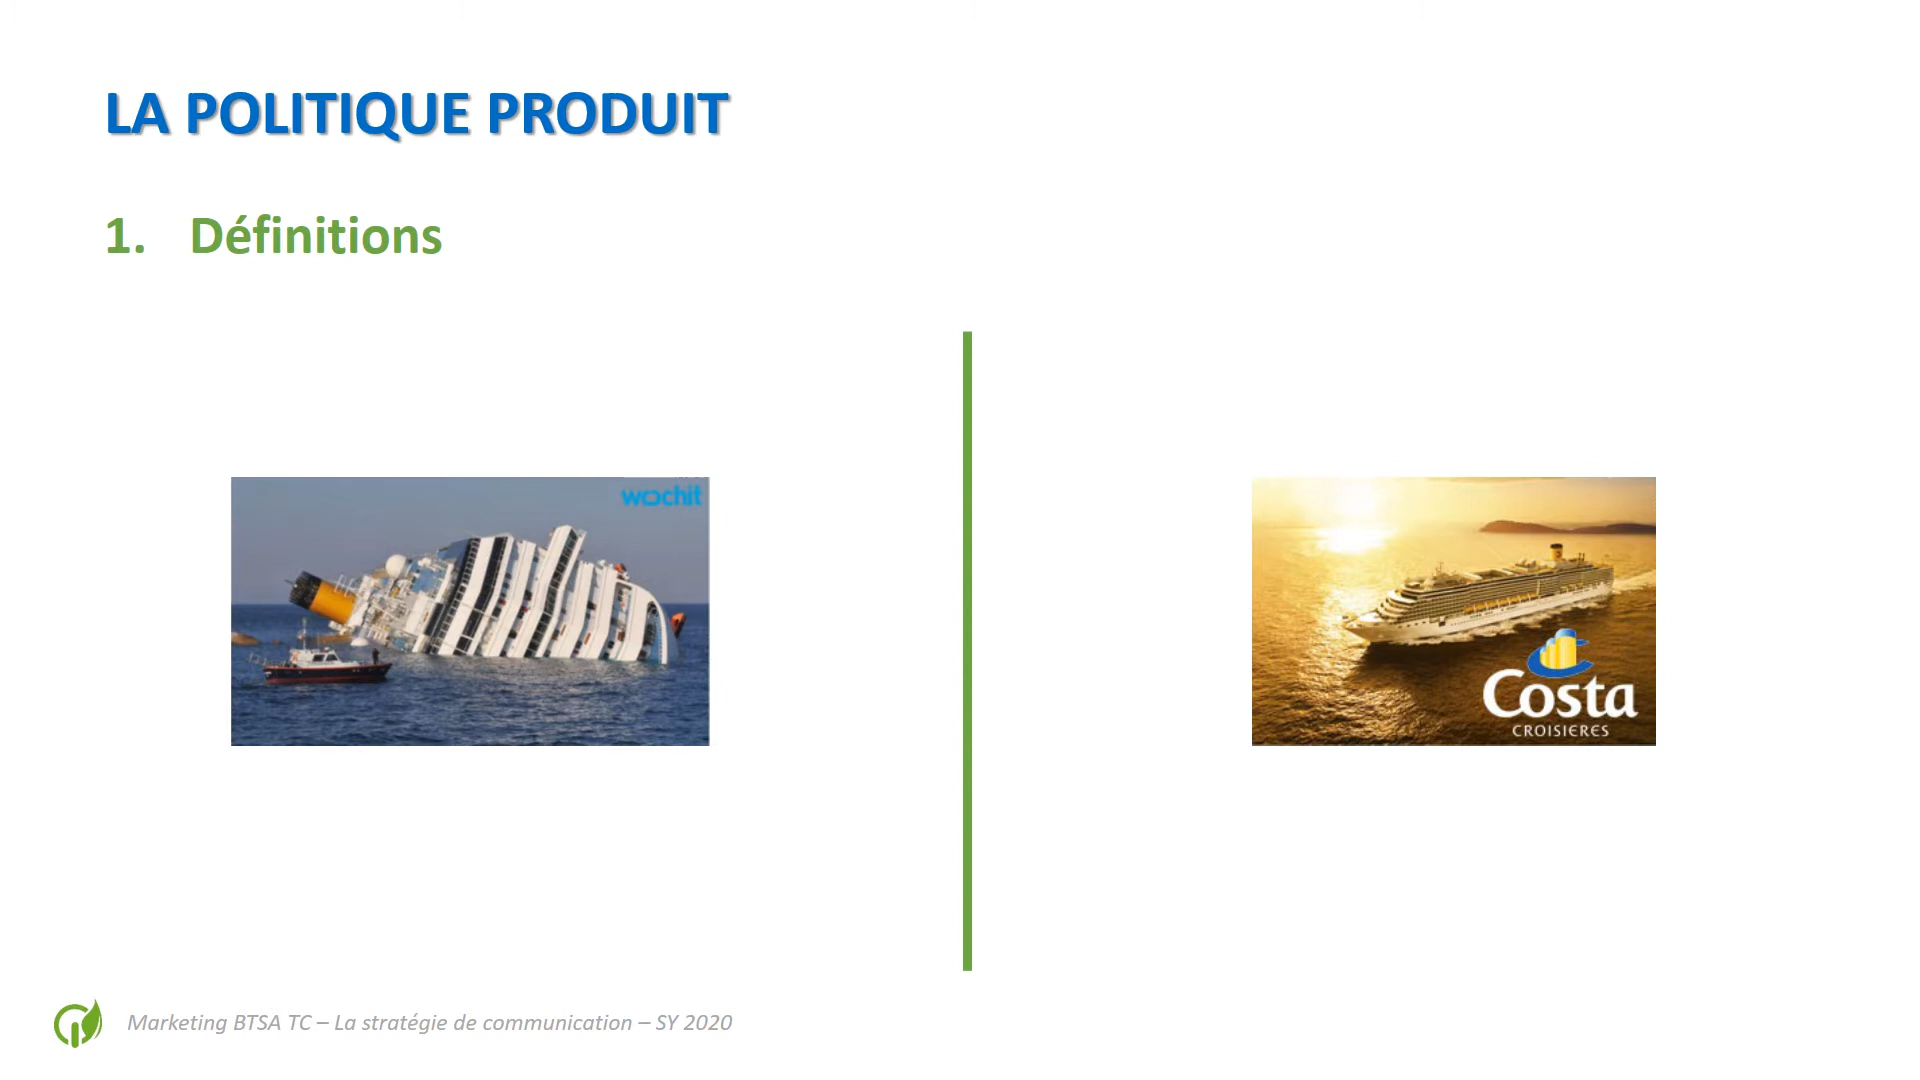 LA POLITIQUE PRODUIT
1. Définitions
wochit
Costa
CROISIERES
Marketing BTSA TC – La stratégie de communication – SY 2020